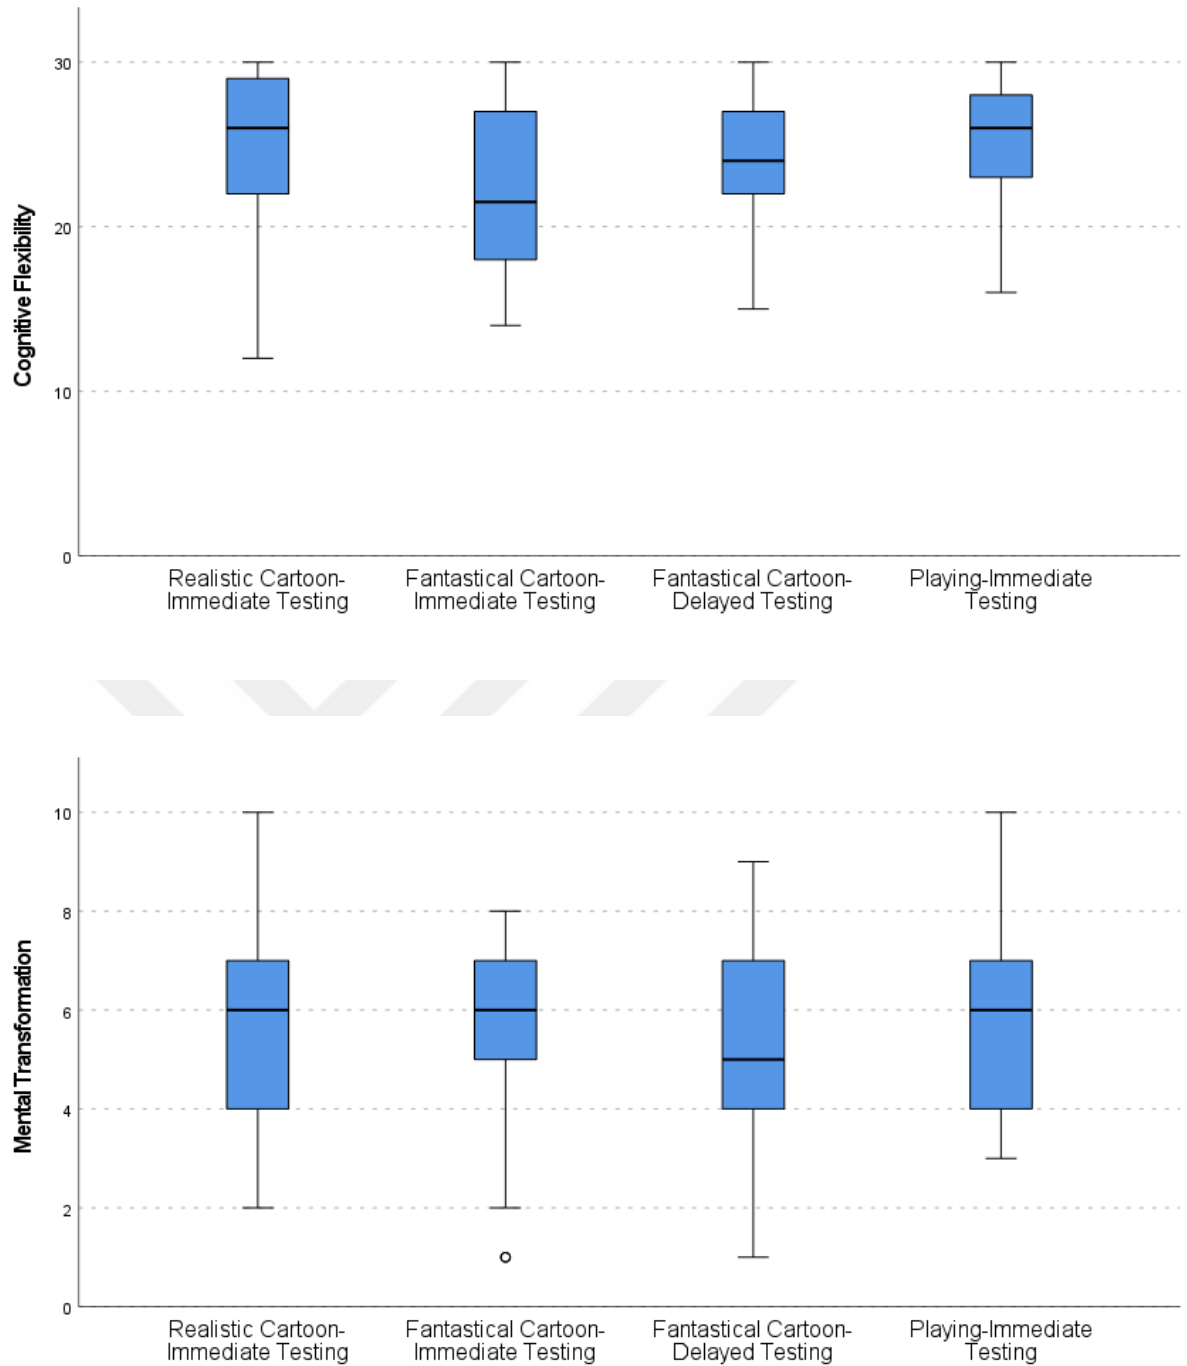 Cognitive Flexibility
30
20
10
0
Realistic Cartoon-
Immediate Testing
Fantastical Cartoon-
Immediate Testing
Fantastical Cartoon-
Delayed Testing
Playing-Immediate
Testing
Mental Transformation
10
8
6
4
2
0
Realistic Cartoon-
Immediate Testing
Fantastical Cartoon-
Immediate Testing
Fantastical Cartoon-
Delayed Testing
Playing-Immediate
Testing